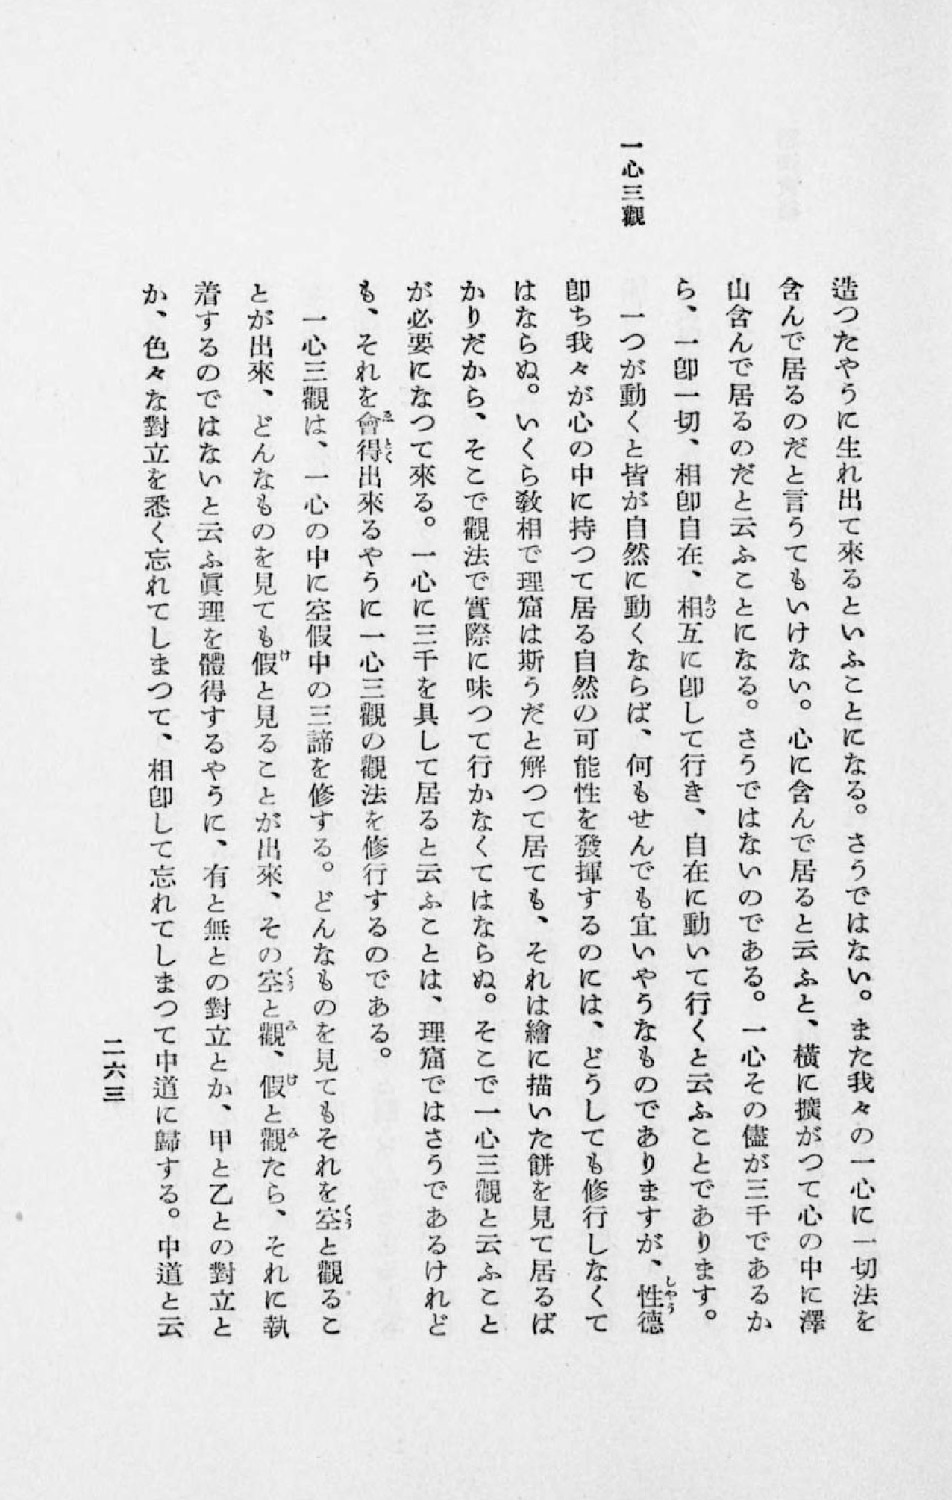 一心三觀
造つたやうに生れ出て來るといふことになる。さうではない。また我々の一心に一切法を
含んで居るのだと言うてもいけない。心に含んで居ると云ふと、橫に擴がつて心の中に澤
山含んで居るのだと云ふことになる。さうではないのである。一心その儘が三千であるか
ら、一卽一切、相卽自在、相互に卽して行き、自在に動いて行くと云ふことであります。
一つが動くと皆が自然に動くならば、何もせんでも宜いやうなものでありますが、性德
卽ち我々が心の中に持つて居る自然の可能性を發揮するのには、どうしても修行しなくて
はならぬ。いくら敎相で理窟は斯うだと解つて居ても、それは繪に描いた餅を見て居るば
かりだから、そこで觀法で實際に味つて行かなくてはならぬ。そこで一心三觀と云ふこと
が必要になつて來る。一心に三千を具して居ると云ふことは、理窟ではさうであるけれど
も、それを會得出來るやうに一心三觀の觀法を修行するのである。
一心三觀は、一心の中に空假中の三諦を修する。どんなものを見てもそれを空と觀るこ
とが出來、どんなものを見ても假と見ることが出來、その空と觀、假と觀たら、それに執
着するのではないと云ふ眞理を體得するやうに、有と無との對立とか、甲と乙との對立と
か、色々な對立を悉く忘れてしまつて、相卽して忘れてしまつて中道に歸する。中道と云
二六三